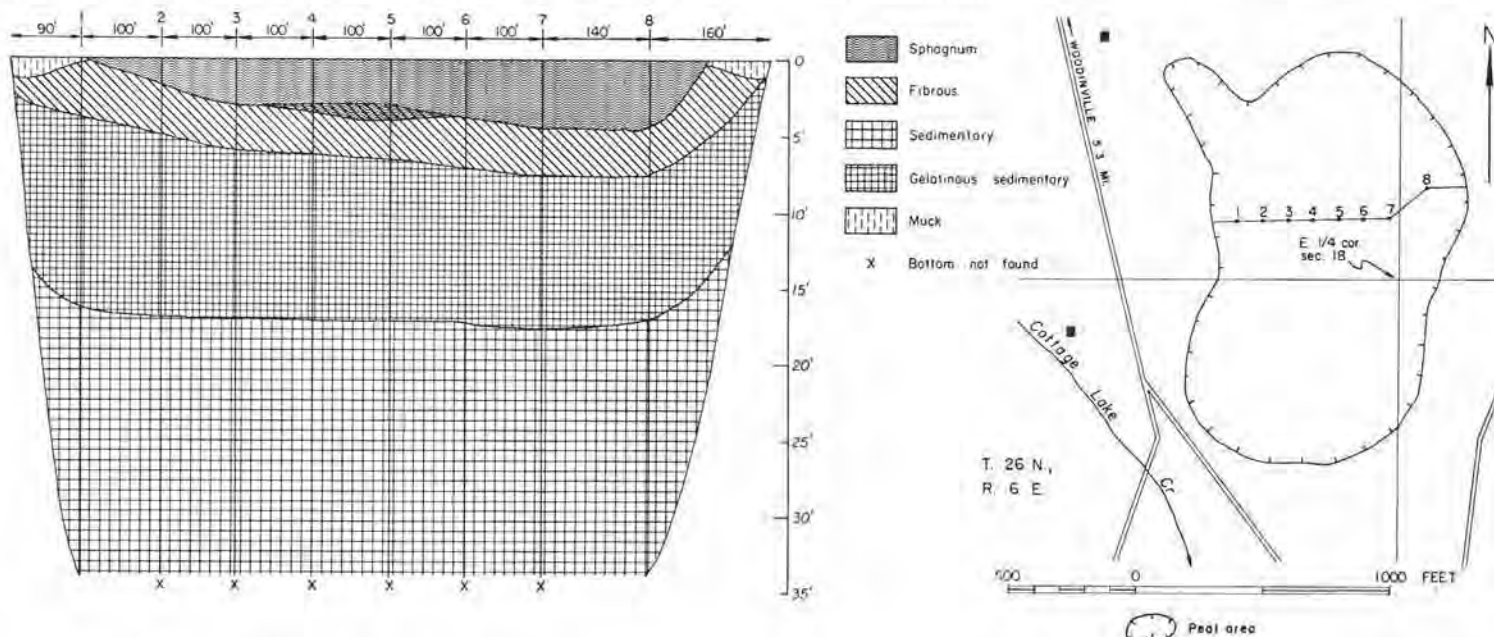 1 2 3 4 5 6 7 8
90' 100' 100' 100' 100' 100' 100' 140' 160'
0
5'
10'
15'
20'
25'
30'
35'
x x x x x x
Sphagnum
Fibrous
Sedimentary
Gelatinous sedimentary
Muck
x Bottom not found
WOODINVILLE 5.3 MI.
N
8
1 2 3 4 5 6 7
E. 1/4 cor.
sec. 18
Cottage Lake Cr
T. 26 N.,
R. 6 E.
500 0 1000 FEET
Peat area